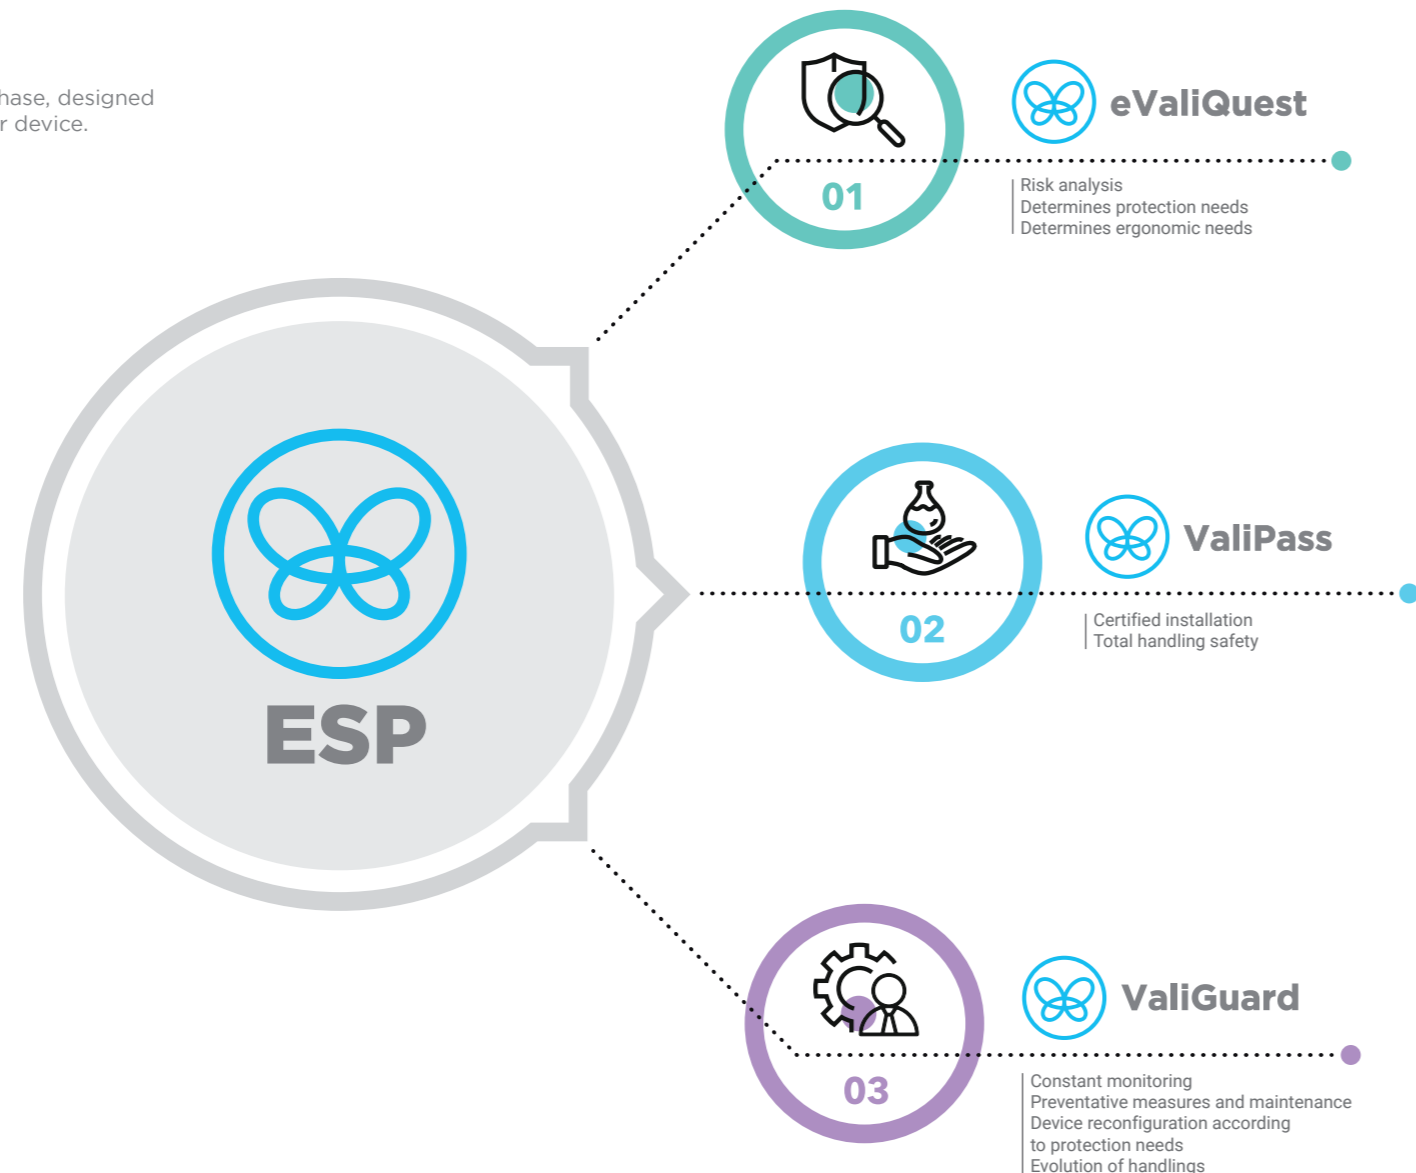 hase, designed
r device.
eValiQuest
01
Risk analysis
Determines protection needs
Determines ergonomic needs
ESP
ValiPass
02
Certified installation
Total handling safety
ValiGuard
03
Constant monitoring
Preventative measures and maintenance
Device reconfiguration according
to protection needs
Evolution of handlings